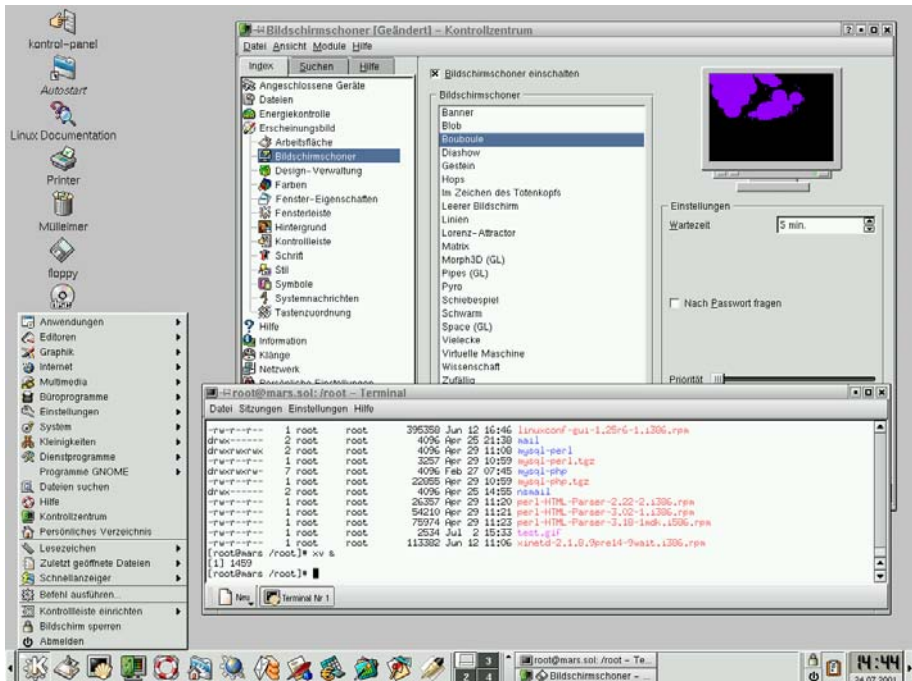 kontrol-panel
Autostart
Linux Documentation
Printer
Mülleimer
floppy
Bildschirmschoner [Geändert] - Kontrollzentrum
Datei Ansicht Module Hilfe
Index Suchen Hilfe
Angeschlossene Geräte
Dateien
Energiekontrolle
Erscheinungsbild
Arbeitsfläche
Bildschirmschoner
Design-Verwaltung
Farben
Fenster-Eigenschaften
Fensterleiste
Hintergrund
Kontrollleiste
Schrift
Stil
Symbole
Systemnachrichten
Tastenzuordnung
Hilfe
Information
Klänge
Netzwerk
Persönliche Einstellungen
Bildschirmschoner einschalten
Bildschirmschoner
Banner
Blob
Bouboule
Diashow
Gestein
Hops
Im Zeichen des Totenkopfs
Leerer Bildschirm
Linien
Lorenz-Attractor
Matrix
Morph3D (GL)
Pipes (GL)
Pyro
Schiebespiel
Schwarm
Space (GL)
Vielecke
Virtuelle Maschine
Wissenschaft
Zufällig
Einstellungen
Wartezeit 5 min.
Nach Passwort fragen
Priorität
Anwendungen
Editoren
Graphik
Internet
Multimedia
Büroprogramme
Einstellungen
System
Kleinigkeiten
Dienstprogramme
Programme GNOME
Dateien suchen
Hilfe
Kontrollzentrum
Persönliches Verzeichnis
Lesezeichen
Zuletzt geöffnete Dateien
Schnellanzeiger
Befehl ausführen...
Kontrollleiste einrichten
Bildschirm sperren
Abmelden
root@mars.sol: /root - Terminal
Datei Sitzungen Einstellungen Hilfe
-rw-r--r-- 1 root root 395358 Jun 12 16:46 linuxconf-gui-1.25r6-1.i386.rpm
drwx------ 2 root root 4096 Apr 25 21:38 mail
drwxrwxrwx 2 root root 4096 Apr 29 11:08 mysql-perl
-rw-r--r-- 1 root root 3257 Apr 29 10:59 mysql-perl.tgz
drwxrwxrw- 7 root root 4096 Feb 27 07:45 mysql-php
-rw-r--r-- 1 root root 22855 Apr 29 10:59 mysql-php.tgz
drwx------ 2 root root 4096 Apr 25 14:55 nsmail
-rw-r--r-- 1 root root 26357 Apr 29 11:20 perl-HTML-Parser-2.22-2.i386.rpm
-rw-r--r-- 1 root root 54210 Apr 29 11:21 perl-HTML-Parser-3.02-1.i386.rpm
-rw-r--r-- 1 root root 75974 Apr 29 11:23 perl-HTML-Parser-3.18-1mdk.i586.rpm
-rw-r--r-- 1 root root 2534 Jul 2 15:33 test.gif
-rw-r--r-- 1 root root 113382 Jun 12 11:06 xinetd-2.1.8.9pre14-9wait.i386.rpm
[root@mars /root]# xv &
[1] 1459
[root@mars /root]#
Neu Terminal Nr 1
3
2 4
root@mars.sol: /root - Te...
Bildschirmschoner - ...
14:44
24.07.2001